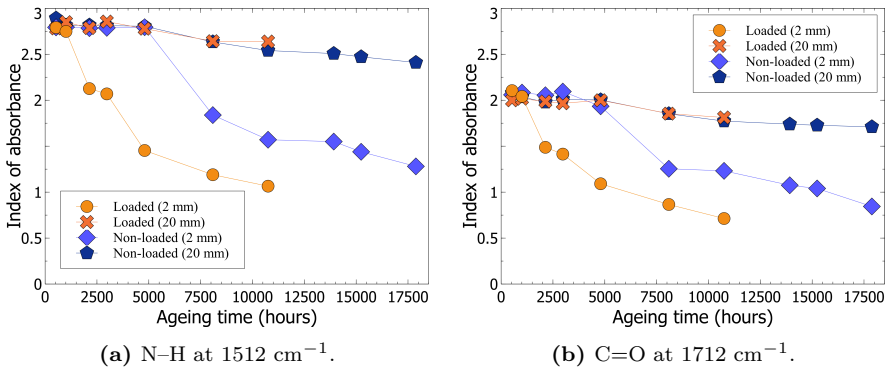 3
2.5
2
1
0.5
0
Index of absorbance
Loaded (2 mm)
Loaded (20 mm)
Non-loaded (2 mm)
Non-loaded (20 mm)
0 2500 5000 7500 10000 12500 15000 17500
Ageing time (hours)
(a) N–H at 1512 cm⁻¹.
3
2.5
2
1
0.5
0
Index of absorbance
Loaded (2 mm)
Loaded (20 mm)
Non-loaded (2 mm)
Non-loaded (20 mm)
0 2500 5000 7500 10000 12500 15000 17500
Ageing time (hours)
(b) C=O at 1712 cm⁻¹.